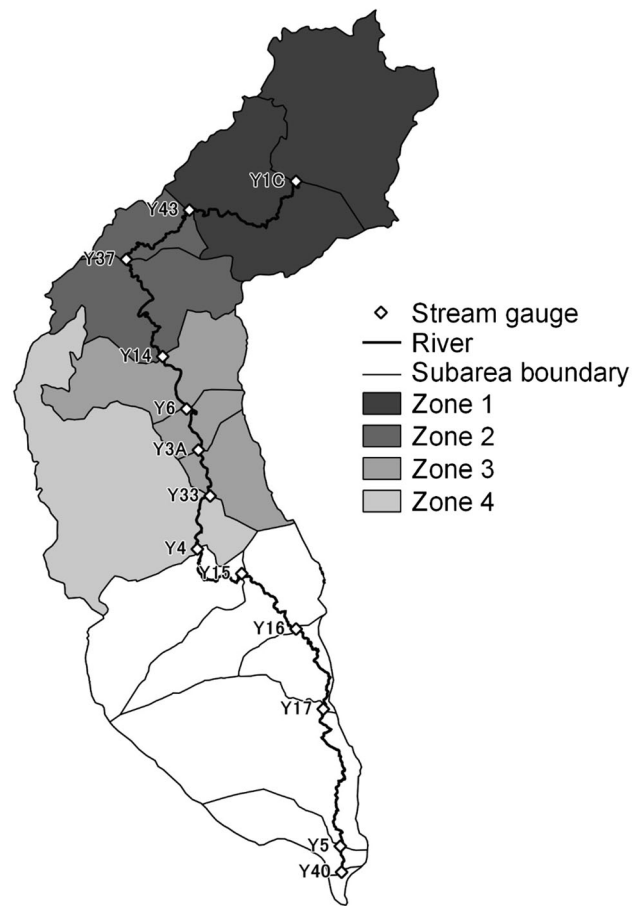 Y1C
Y43
Y37
Stream gauge
River
Y14
Subarea boundary
Zone 1
Y6
Zone 2
Y3A
Zone 3
Y33
Zone 4
Y4
Y15
Y16
Y17
Y5
Y40